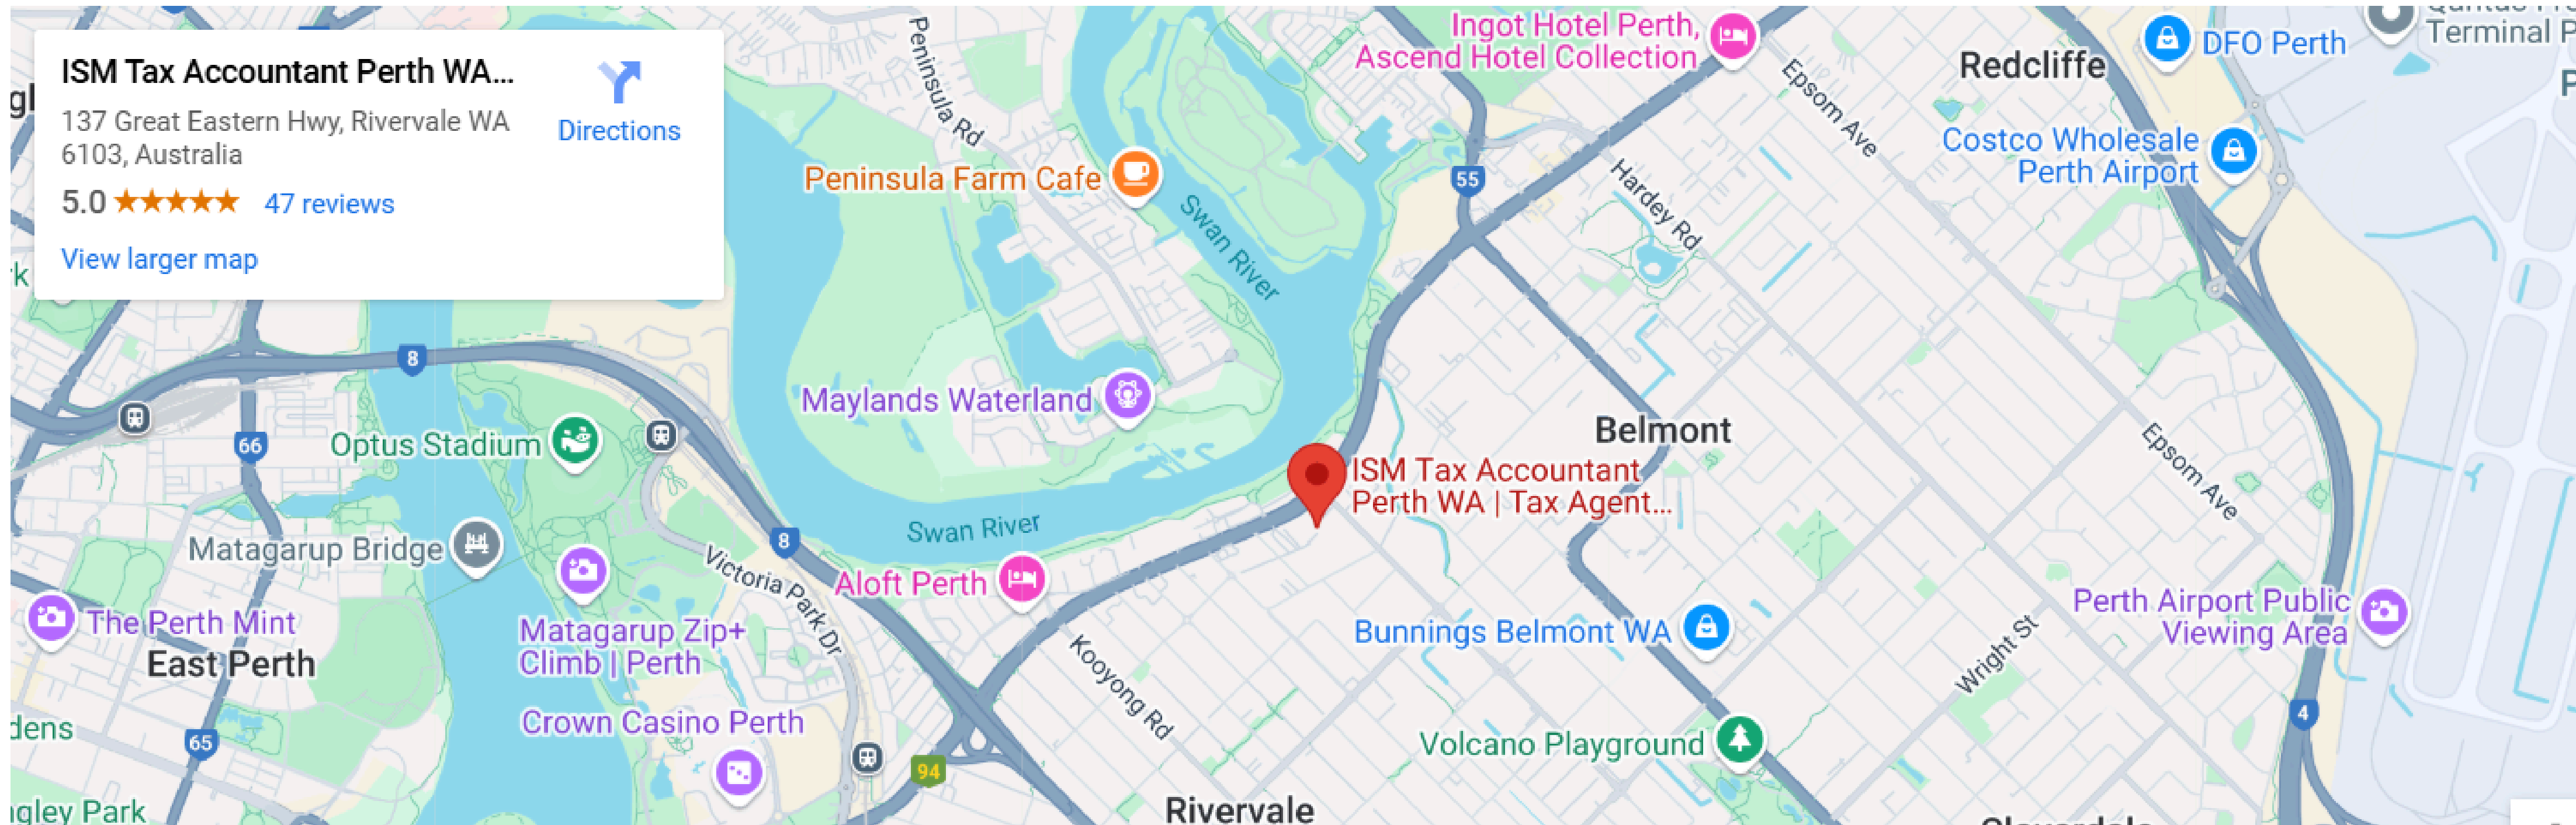 ISM Tax Accountant Perth WA...
137 Great Eastern Hwy, Rivervale WA
6103, Australia
5.0
47 reviews
Directions
View larger map
Peninsula Rd
Ingot Hotel Perth,
Ascend Hotel Collection
Epsom Ave
Redcliffe
DFO Perth
Terminal
Costco Wholesale
Perth Airport
Peninsula Farm Cafe
Swan River
55
Hardey Rd
8
66
Optus Stadium
Maylands Waterland
Belmont
ISM Tax Accountant
Perth WA | Tax Agent...
Epsom Ave
Swan River
8
Matagarup Bridge
Victoria Park Dr
Aloft Perth
The Perth Mint
East Perth
Matagarup Zip+
Climb | Perth
Kooyong Rd
Bunnings Belmont WA
Wright St
Perth Airport Public
Viewing Area
Crown Casino Perth
65
dens
94
Volcano Playground
4
Rivervale
ngley Park